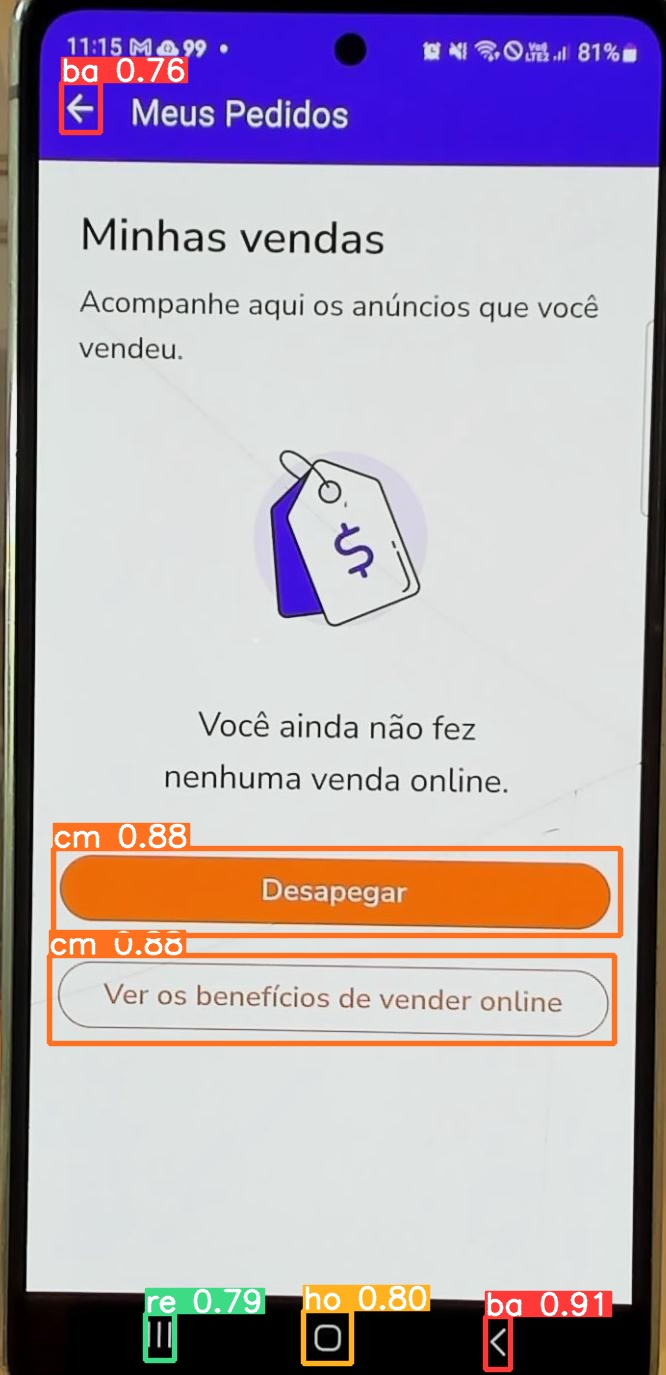 11:15 99
81%
ba 0.76
Meus Pedidos
Minhas vendas
Acompanhe aqui os anúncios que você
vendeu.
$
Você ainda não fez
nenhuma venda online.
cm 0.88
Desapegar
cm 0.88
Ver os benefícios de vender online
re 0.79
ho 0.80
ba 0.91